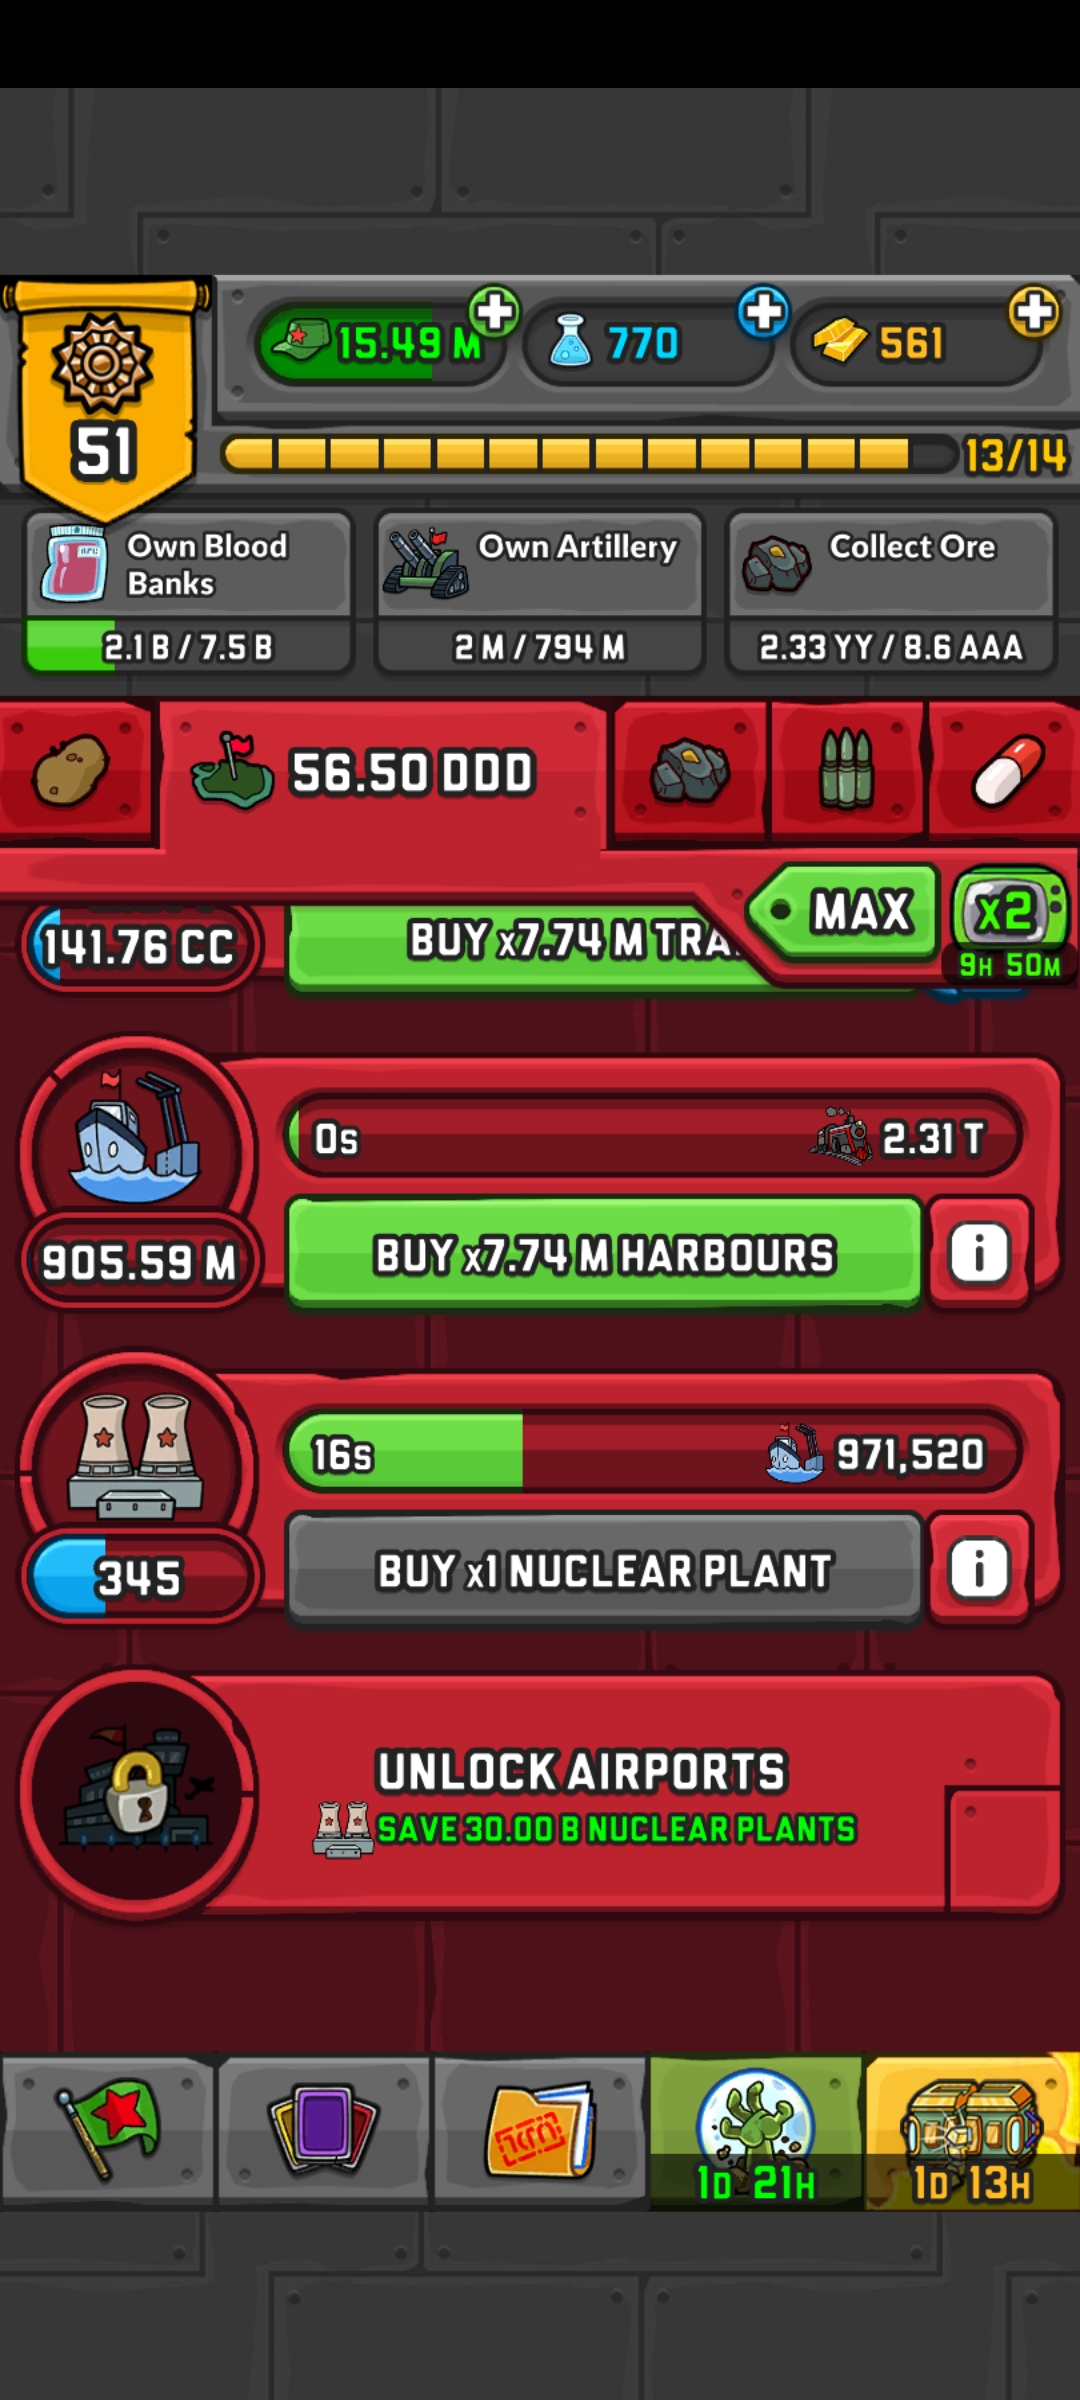 15.49 M
770
561
51
13/14
Own Blood
Banks
2.1 B / 7.5 B
Own Artillery
2 M / 794 M
Collect Ore
2.33 YY / 8.6 AAA
56.50 DDD
MAX
x2
9H 50M
141.76 CC
BUY x7.74 M TRA
0s
2.31 T
905.59 M
BUY x7.74 M HARBOURS
i
16s
971,520
345
BUY x1 NUCLEAR PLANT
i
UNLOCK AIRPORTS
SAVE 30.00 B NUCLEAR PLANTS
1D 21H
1D 13H